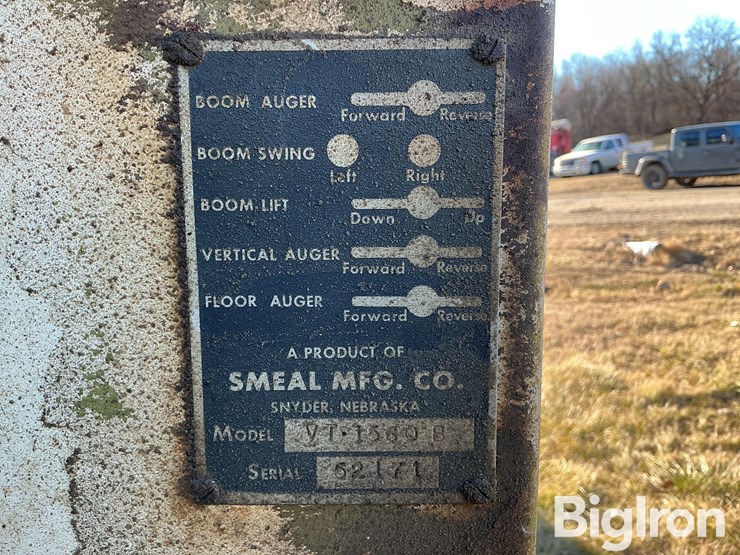 BOOM AUGER Forward Reverse
BOOM SWING Left Right
BOOM LIFT Down Up
VERTICAL AUGER Forward Reverse
FLOOR AUGER Forward Reverse
A PRODUCT OF
SMEAL MFG. CO.
SNYDER, NEBRASKA
MODEL
SERIAL 52171
BigIron